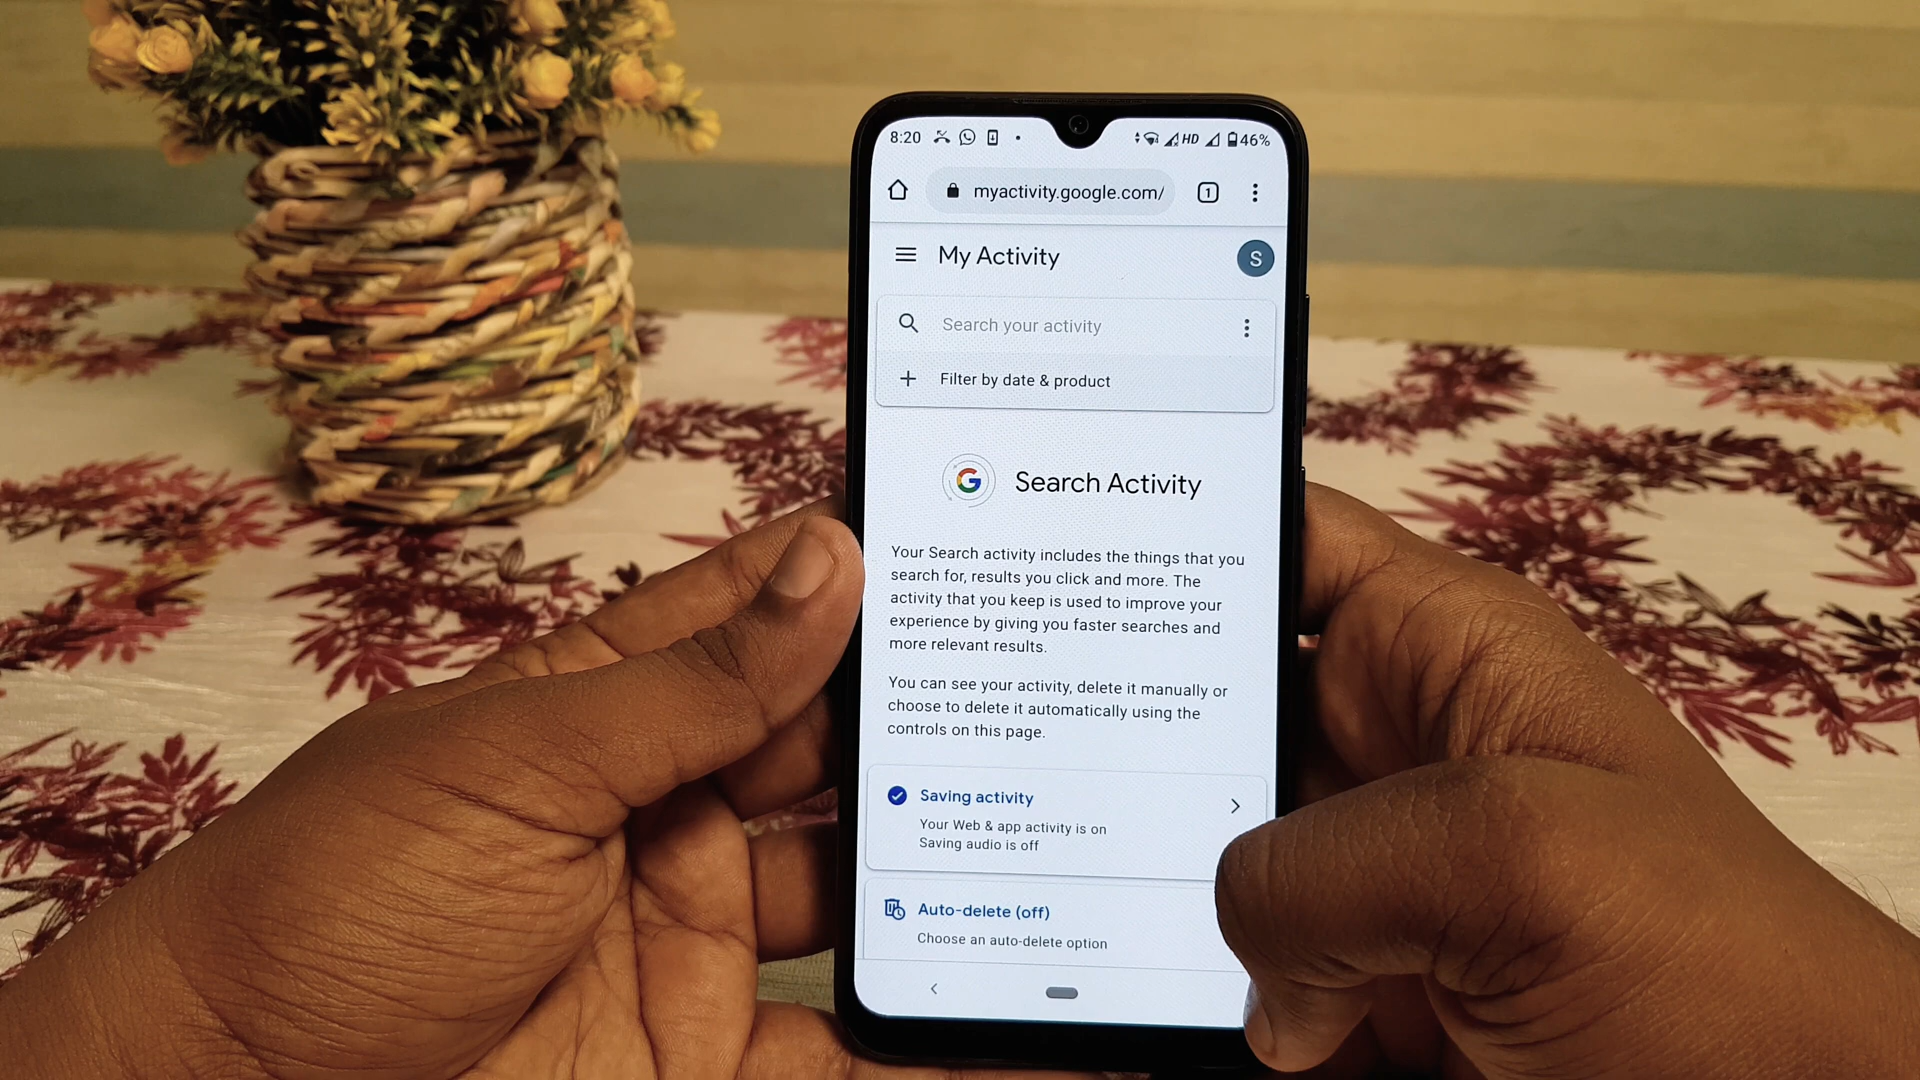 8:20 HD 46%
myactivity.google.com/ 1
My Activity S
Search your activity
Filter by date & product
G Search Activity
Your Search activity includes the things that you
search for, results you click and more. The
activity that you keep is used to improve your
experience by giving you faster searches and
more relevant results.
You can see your activity, delete it manually or
choose to delete it automatically using the
controls on this page.
Saving activity
Your Web & app activity is on
Saving audio is off
Auto-delete (off)
Choose an auto-delete option